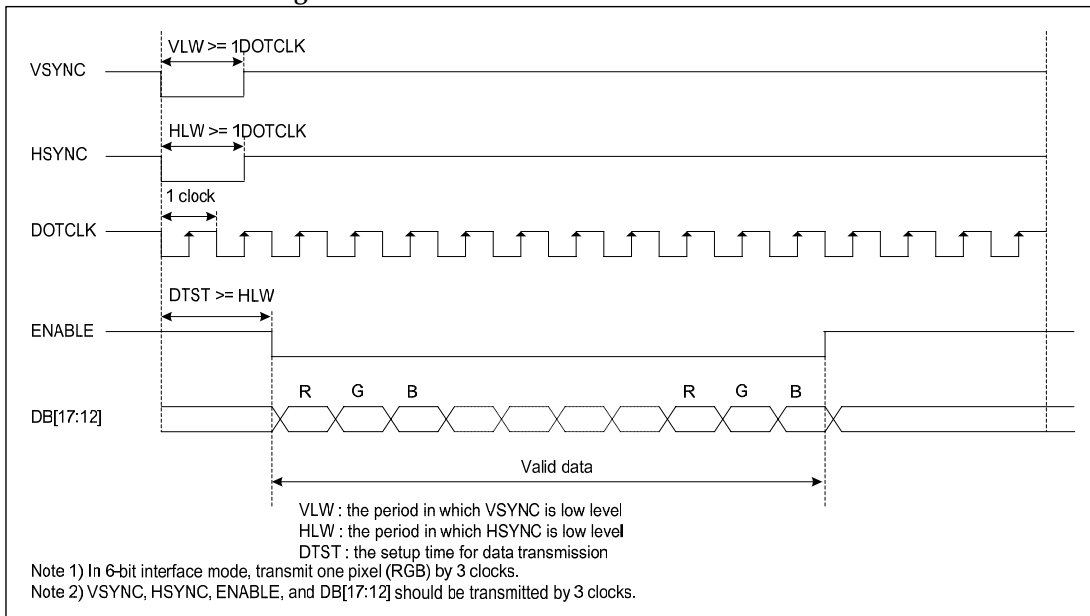 VLW >= 1DOTCLK
VSYNC
HLW >= 1DOTCLK
HSYNC
1 clock
DOTCLK
DTST >= HLW
ENABLE
R G B R G B
DB[17:12]
Valid data
VLW : the period in which VSYNC is low level
HLW : the period in which HSYNC is low level
DTST : the setup time for data transmission
Note 1) In 6-bit interface mode, transmit one pixel (RGB) by 3 clocks.
Note 2) VSYNC, HSYNC, ENABLE, and DB[17:12] should be transmitted by 3 clocks.